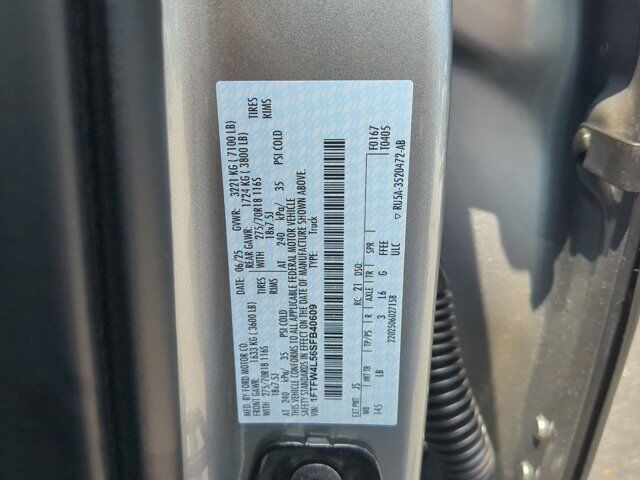 MFD. BY FORD MOTOR CO.
DATE: 06/25 GVWR: 3221 KG ( 7100 LB)
FRONT GAWR: 1633 KG ( 3600 LB) REAR GAWR: 1724 KG ( 3800 LB)
275/70R18 116S TIRES WITH 275/70R18 116S TIRES
18x7.5J RIMS 18x7.5J RIMS
AT 240 kPa/ 35 PSI COLD AT 240 kPa/ 35 PSI COLD
THIS VEHICLE CONFORMS TO ALL APPLICABLE FEDERAL MOTOR VEHICLE
SAFETY STANDARDS IN EFFECT ON THE DATE OF MANUFACTURE SHOWN ABOVE.
VIN: 1FTFW4L56SFB40609
TYPE: Truck
F0167
T0405
EXT PNT: JS RC: 21 DSO:
WB INT TR TP/PS R AXLE TR SPR
145 LB 3 L6 G FFEE
ULC
2202506027158
▽ RU5A-3520472-AB